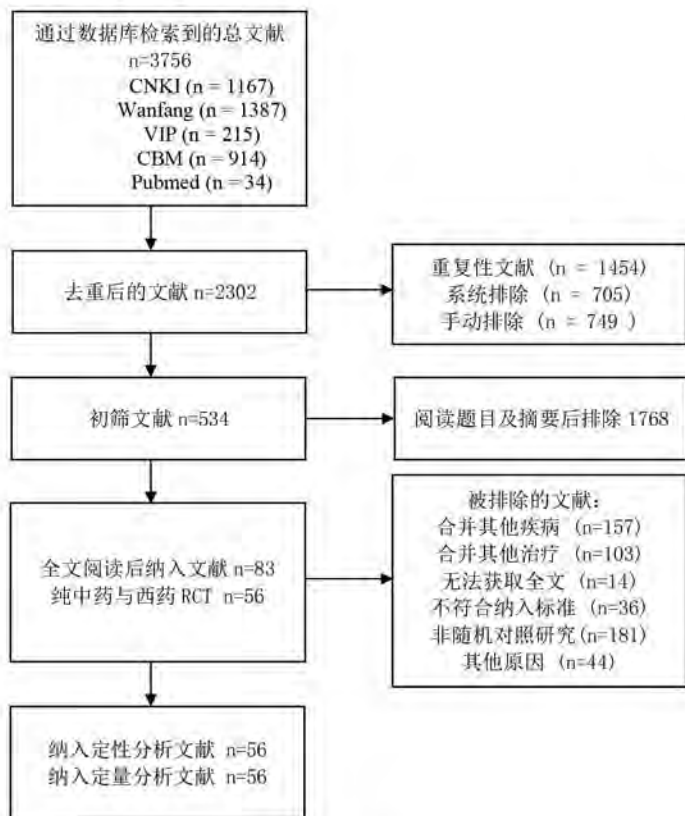 通过数据库检索到的总文献
n=3756
CNKI (n = 1167)
Wanfang (n = 1387)
VIP (n = 215)
CBM (n = 914)
Pubmed (n = 34)
去重后的文献 n=2302
重复性文献 (n = 1454)
系统排除 (n = 705)
手动排除 (n = 749 )
初筛文献 n=534
阅读题目及摘要后排除 1768
全文阅读后纳入文献 n=83
纯中药与西药 RCT n=56
被排除的文献:
合并其他疾病 (n=157)
合并其他治疗 (n=103)
无法获取全文 (n=14)
不符合纳入标准 (n=36)
非随机对照研究(n=181)
其他原因 (n=44)
纳入定性分析文献 n=56
纳入定量分析文献 n=56